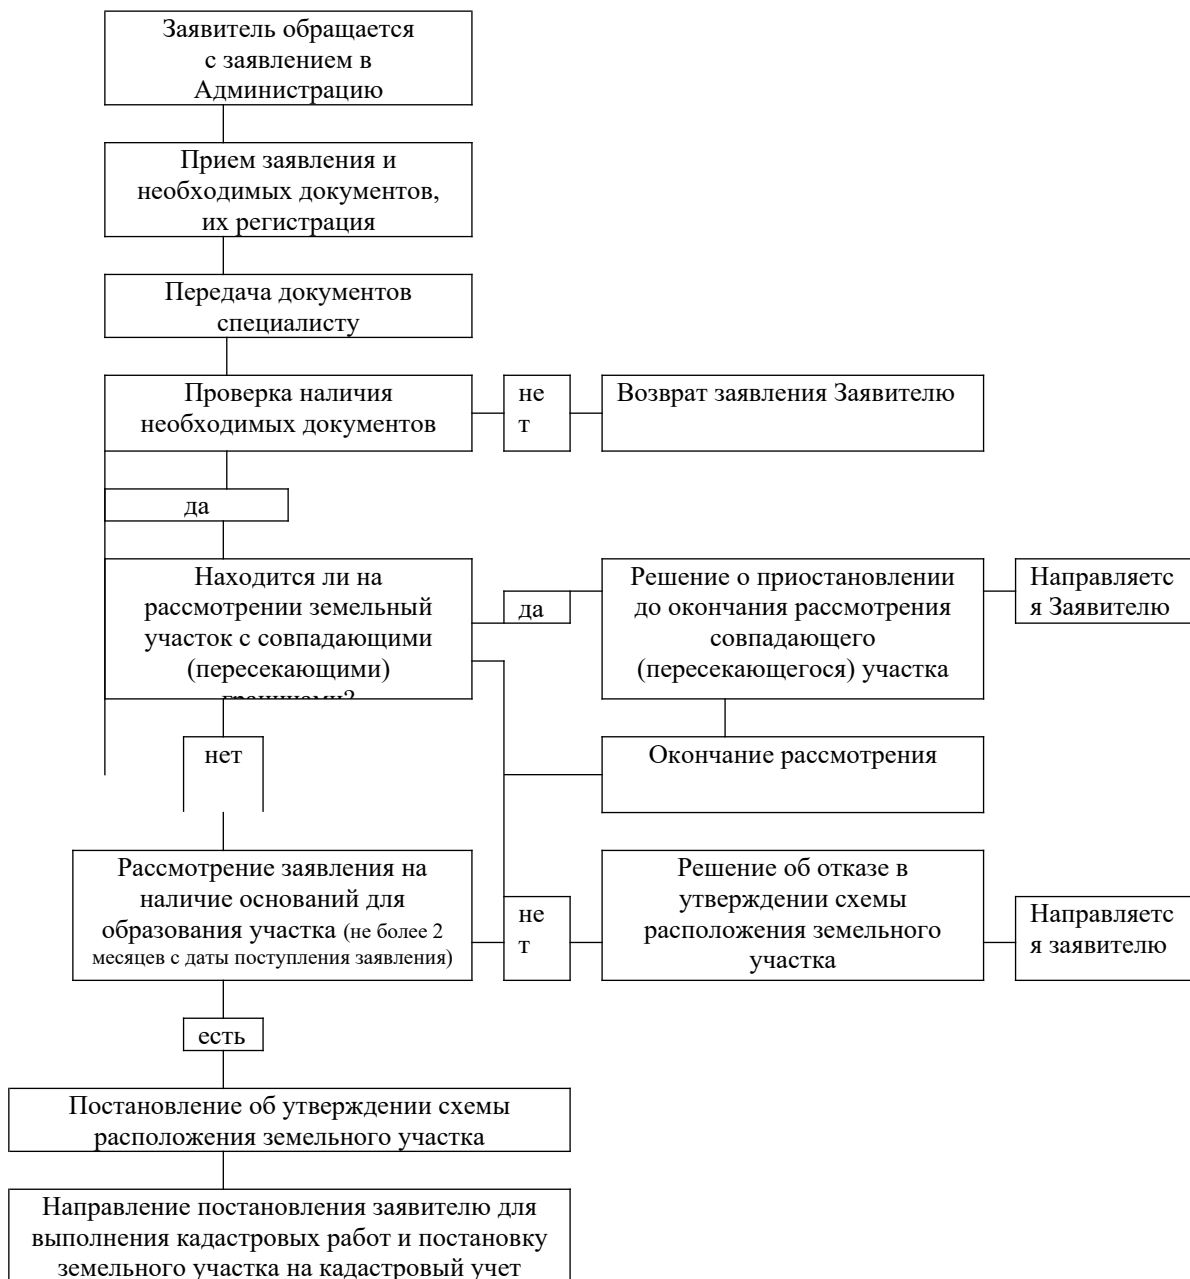 Заявитель обращается
с заявлением в
Администрацию
Прием заявления и
необходимых документов,
их регистрация
Передача документов
специалисту
Проверка наличия
необходимых документов
не
т
Возврат заявления Заявителю
да
Находится ли на
рассмотрении земельный
участок с совпадающими
(пересекающими)
границами?
да
Решение о приостановлении
до окончания рассмотрения
совпадающего
(пересекающегося) участка
Направляетс
я Заявителю
нет
Окончание рассмотрения
Рассмотрение заявления на
наличие оснований для
образования участка (не более 2
месяцев с даты поступления заявления)
не
т
Решение об отказе в
утверждении схемы
расположения земельного
участка
Направляетс
я заявителю
есть
Постановление об утверждении схемы
расположения земельного участка
Направление постановления заявителю для
выполнения кадастровых работ и постановку
земельного участка на кадастровый учет